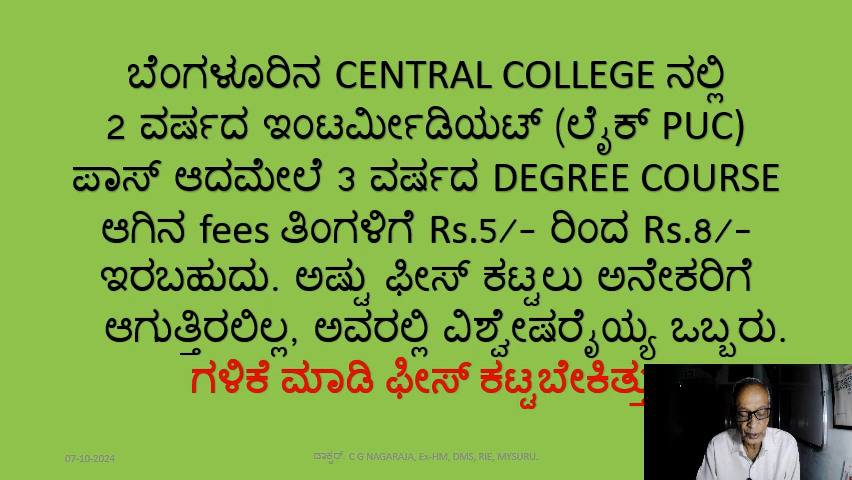 ಬೆಂಗಳೂರಿನ CENTRAL COLLEGE ನಲ್ಲಿ
2 ವರ್ಷದ ಇಂಟರ್ಮೀಡಿಯಟ್ (ಲೈಕ್ PUC)
ಪಾಸ್ ಆದಮೇಲೆ 3 ವರ್ಷದ DEGREE COURSE
ಆಗಿನ fees ತಿಂಗಳಿಗೆ Rs.5/- ರಿಂದ Rs.8/-
ಇರಬಹುದು. ಅಷ್ಟು ಫೀಸ್ ಕಟ್ಟಲು ಅನೇಕರಿಗೆ
ಆಗುತ್ತಿರಲಿಲ್ಲ, ಅವರಲ್ಲಿ ವಿಶ್ವೇಷರೈಯ್ಯ ಒಬ್ಬರು.
ಗಳಿಕೆ ಮಾಡಿ ಫೀಸ್ ಕಟ್ಟಬೇಕಿತ್ತು
07-10-2024
ಡಾಕ್ಟರ್. C G NAGARAJA, Ex-HM, DMS, RIE, MYSURU.